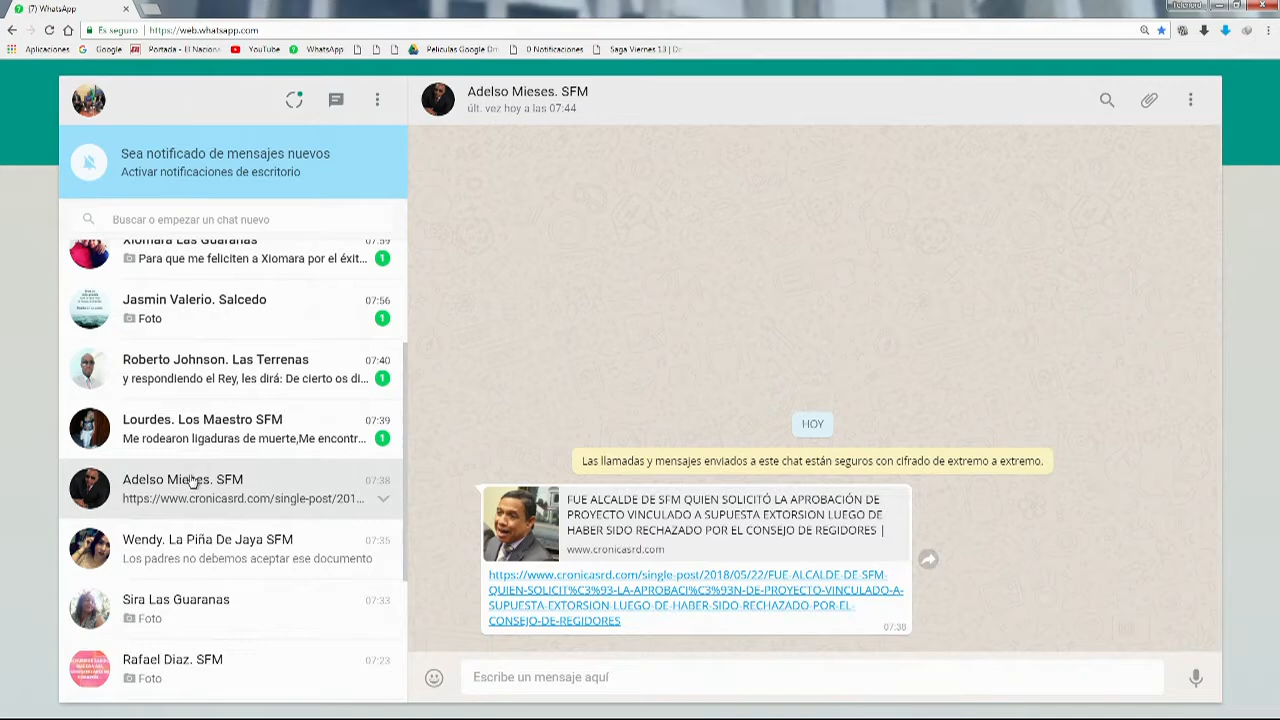 (7) WhatsApp
Telenord
Es seguro
https://web.whatsapp.com
Aplicaciones
Google
Portada - El Naciona
YouTube
WhatsApp
Peliculas Google Dri
0 Notificaciones
Saga Viernes 13 | De
Adelso Mieses. SFM
últ. vez hoy a las 07:44
Sea notificado de mensajes nuevos
Activar notificaciones de escritorio
Buscar o empezar un chat nuevo
Xiomara Las Guaranas
07:59
Para que me feliciten a Xiomara por el éxit...
1
Jasmin Valerio. Salcedo
07:56
Foto
1
Roberto Johnson. Las Terrenas
07:40
y respondiendo el Rey, les dirá: De cierto os di...
1
Lourdes. Los Maestro SFM
07:39
Me rodearon ligaduras de muerte,Me encontr...
1
Adelso Mieses. SFM
07:38
https://www.cronicasrd.com/single-post/201...
Wendy. La Piña De Jaya SFM
07:35
Los padres no debemos aceptar ese documento
Sira Las Guaranas
07:33
Foto
Rafael Diaz. SFM
07:23
Foto
HOY
Las llamadas y mensajes enviados a este chat están seguros con cifrado de extremo a extremo.
FUE ALCALDE DE SFM QUIEN SOLICITÓ LA APROBACIÓN DE
PROYECTO VINCULADO A SUPUESTA EXTORSION LUEGO DE
HABER SIDO RECHAZADO POR EL CONSEJO DE REGIDORES |
www.cronicasrd.com
https://www.cronicasrd.com/single-post/2018/05/22/FUE-ALCALDE-DE-SFM-
QUIEN-SOLICIT%C3%93-LA-APROBACI%C3%93N-DE-PROYECTO-VINCULADO-A-
SUPUESTA-EXTORSION-LUEGO-DE-HABER-SIDO-RECHAZADO-POR-EL-
CONSEJO-DE-REGIDORES
07:38
Escribe un mensaje aquí